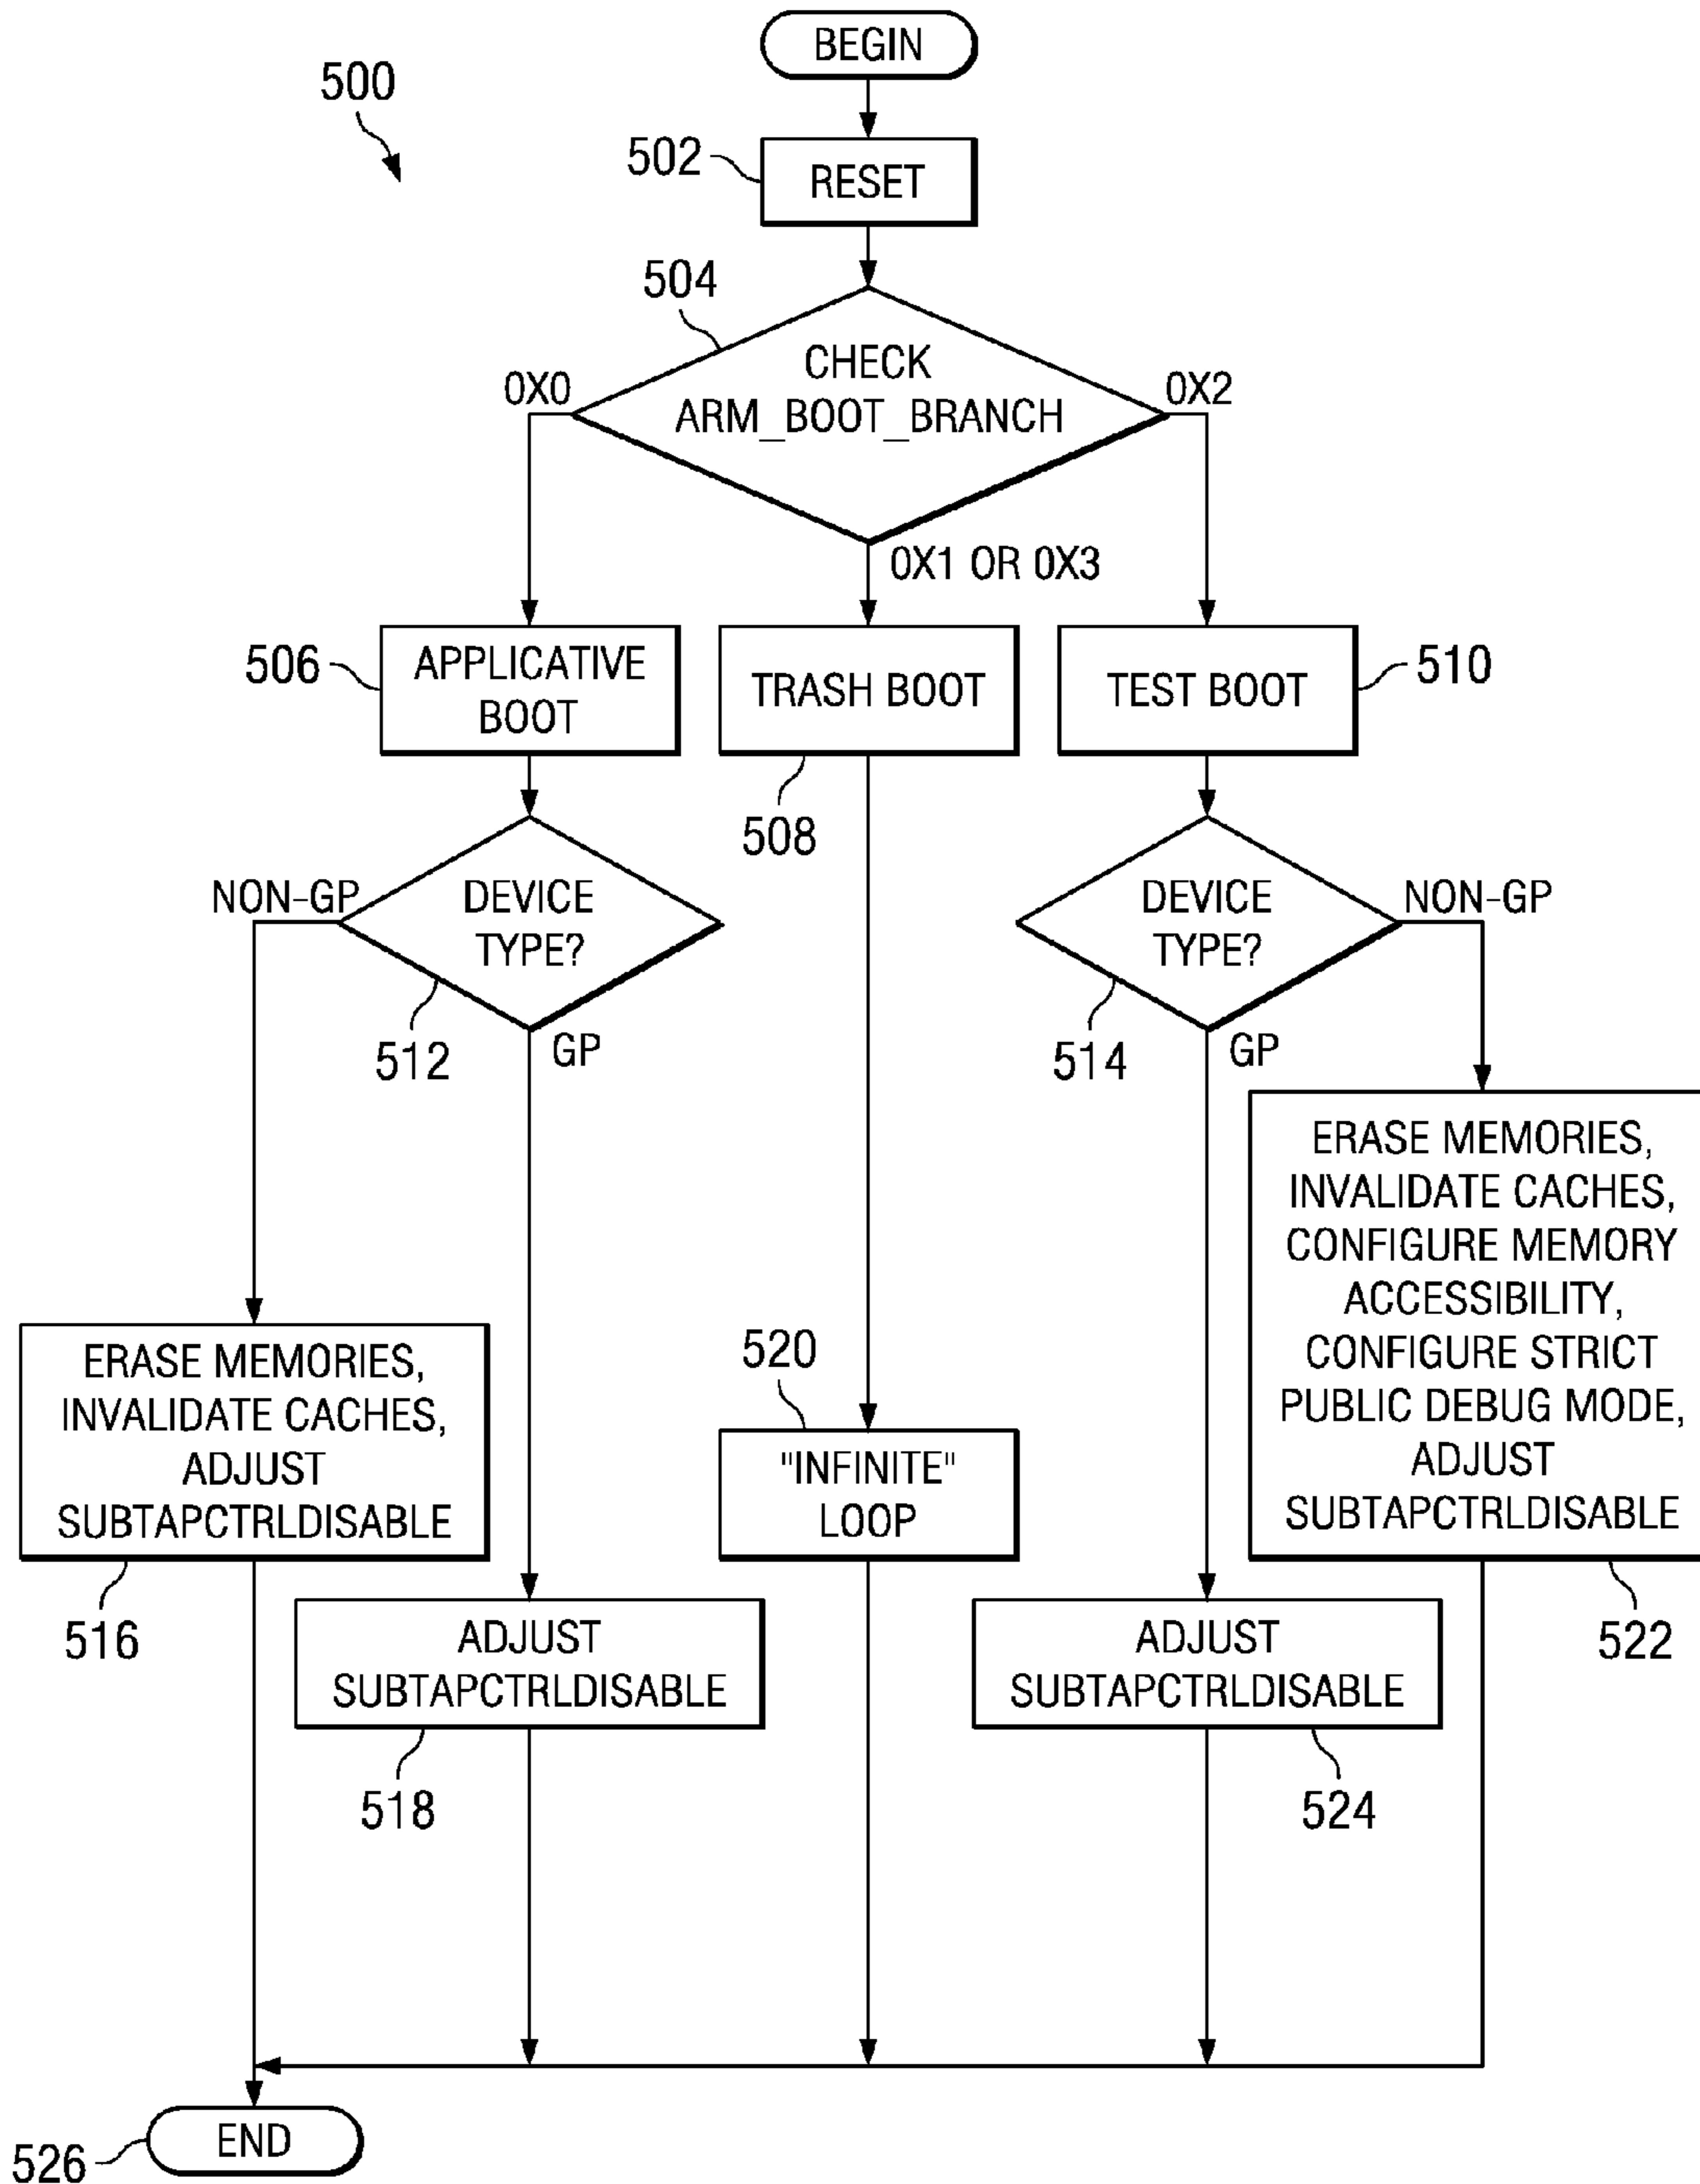 BEGIN
500
502
RESET
504
CHECK
ARM_BOOT_BRANCH
0X0
0X2
0X1 OR 0X3
506
APPLICATIVE
BOOT
TRASH BOOT
508
TEST BOOT
510
NON-GP
DEVICE
TYPE?
512
GP
DEVICE
TYPE?
NON-GP
514
GP
ERASE MEMORIES,
INVALIDATE CACHES,
ADJUST
SUBTAPCTRLDISABLE
516
ADJUST
SUBTAPCTRLDISABLE
518
520
"INFINITE"
LOOP
ERASE MEMORIES,
INVALIDATE CACHES,
CONFIGURE MEMORY
ACCESSIBILITY,
CONFIGURE STRICT
PUBLIC DEBUG MODE,
ADJUST
SUBTAPCTRLDISABLE
522
ADJUST
SUBTAPCTRLDISABLE
524
END
526